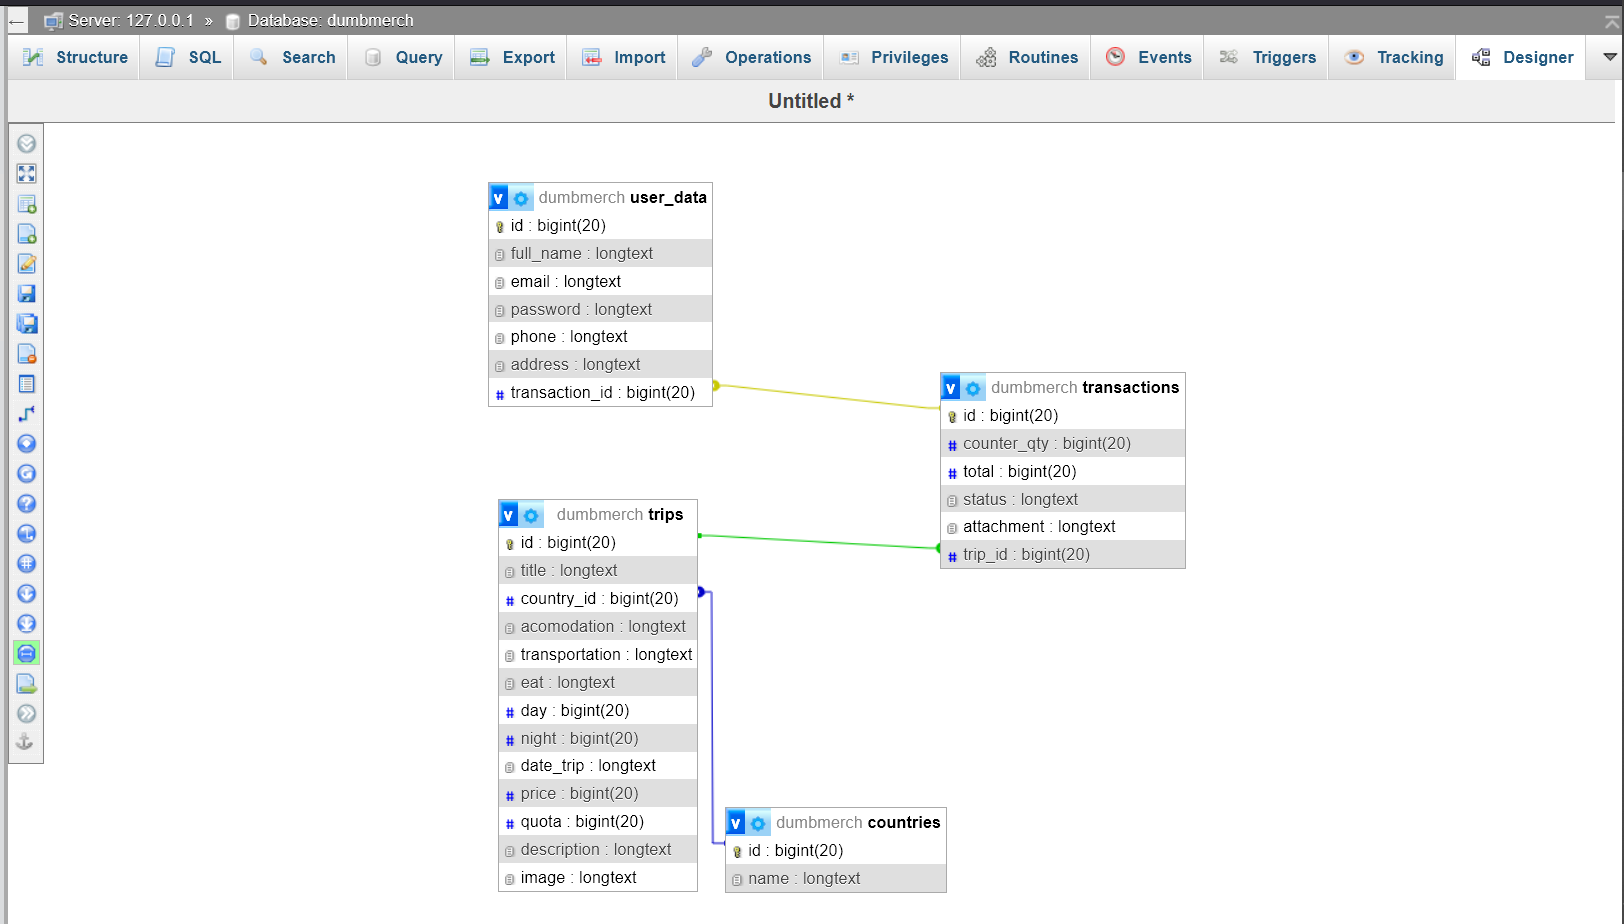 Server: 127.0.0.1 » Database: dumbmerch
Structure SQL Search Query Export Import Operations Privileges Routines Events Triggers Tracking Designer
Untitled *
v dumbmerch user_data
id : bigint(20)
full_name : longtext
email : longtext
password : longtext
phone : longtext
address : longtext
# transaction_id : bigint(20)
v dumbmerch transactions
id : bigint(20)
# counter_qty : bigint(20)
# total : bigint(20)
status : longtext
attachment : longtext
# trip_id : bigint(20)
v dumbmerch trips
id : bigint(20)
title : longtext
# country_id : bigint(20)
acomodation : longtext
transportation : longtext
eat : longtext
# day : bigint(20)
# night : bigint(20)
date_trip : longtext
# price : bigint(20)
# quota : bigint(20)
description : longtext
image : longtext
v dumbmerch countries
id : bigint(20)
name : longtext